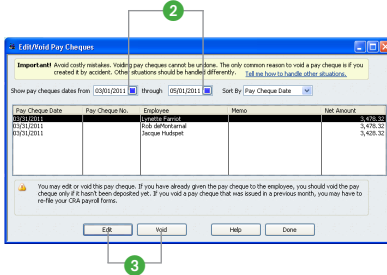 2
Edit/Void Pay Cheques
Important! Avoid costly mistakes. Voiding pay cheques cannot be undone. The only common reason to void a pay cheque is if you
created it by accident. Other situations should be handled differently. Tell me how to handle other situations.
Show pay cheques dates from 03/01/2011 through 05/01/2011 Sort By Pay Cheque Date
Pay Cheque Date Pay Cheque No. Employee Memo Net Amount
03/31/2011 Lynette Farriot 3,478.32
03/31/2011 Rob deMontarnal 3,478.32
03/31/2011 Jacque Hudspet 3,428.32
You may edit or void this pay cheque. If you have already given the pay cheque to the employee, you should void the pay
cheque only if it hasn't been deposited yet. If you void a pay cheque that was issued in a previous month, you may have to
re-file your CRA payroll forms.
Edit Void Help Done
3